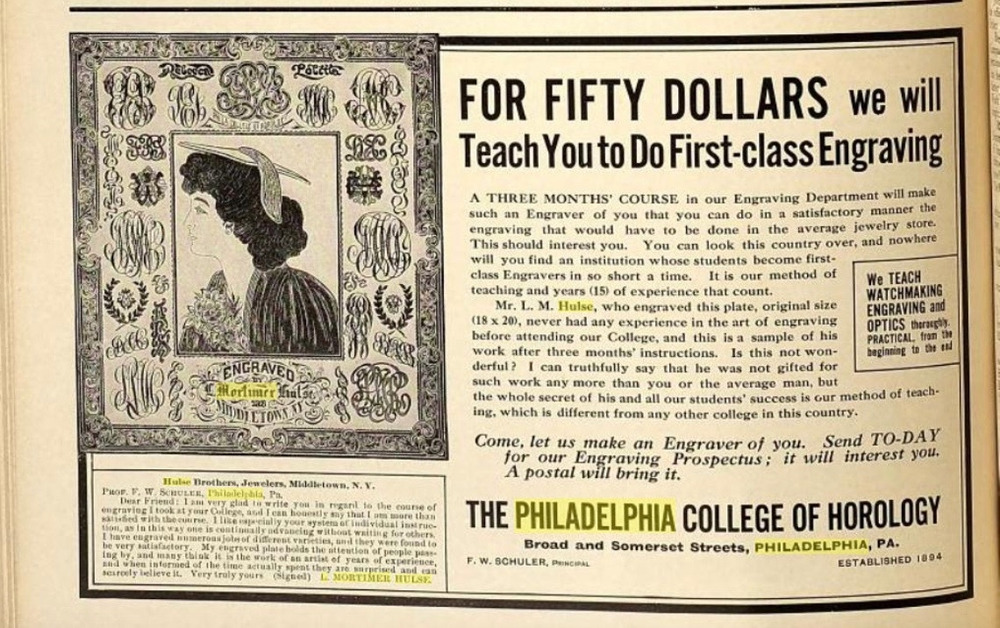 Rebecca
Loletta
ENGRAVED
BY
L. Mortimer Hulse
MIDDLETOWN, N.Y.
Hulse Brothers, Jewelers, Middletown, N. Y.
PROF. F. W. SCHULER, Philadelphia, Pa.
Dear Friend: I am very glad to write you in regard to the course of
engraving I took at your College, and I can honestly say that I am more than
satisfied with the course. I like especially your system of individual instruc-
tion, as in this way one is continually advancing without waiting for others.
I have engraved numerous jobs of different varieties, and they were found to
be very satisfactory. My engraved plate holds the attention of people pass-
ing by, and many think it is the work of an artist of years of experience,
and when informed of the time actually spent they are surprised and can
scarcely believe it. Very truly yours (Signed) L. MORTIMER HULSE.
FOR FIFTY DOLLARS we will
Teach You to Do First-class Engraving
A THREE MONTHS' COURSE in our Engraving Department will make
such an Engraver of you that you can do in a satisfactory manner the
engraving that would have to be done in the average jewelry store.
This should interest you. You can look this country over, and nowhere
will you find an institution whose students become first-
class Engravers in so short a time. It is our method of
teaching and years (15) of experience that count.
Mr. L. M. Hulse, who engraved this plate, original size
(18 x 20), never had any experience in the art of engraving
before attending our College, and this is a sample of his
work after three months' instructions. Is this not won-
derful? I can truthfully say that he was not gifted for
such work any more than you or the average man, but
the whole secret of his and all our students' success is our method of teach-
ing, which is different from any other college in this country.
We TEACH
WATCHMAKING
ENGRAVING and
OPTICS thoroughly.
PRACTICAL, from the
beginning to the end
Come, let us make an Engraver of you. Send TO-DAY
for our Engraving Prospectus; it will interest you.
A postal will bring it.
THE PHILADELPHIA COLLEGE OF HOROLOGY
Broad and Somerset Streets, PHILADELPHIA, PA.
F. W. SCHULER, PRINCIPAL
ESTABLISHED 1894